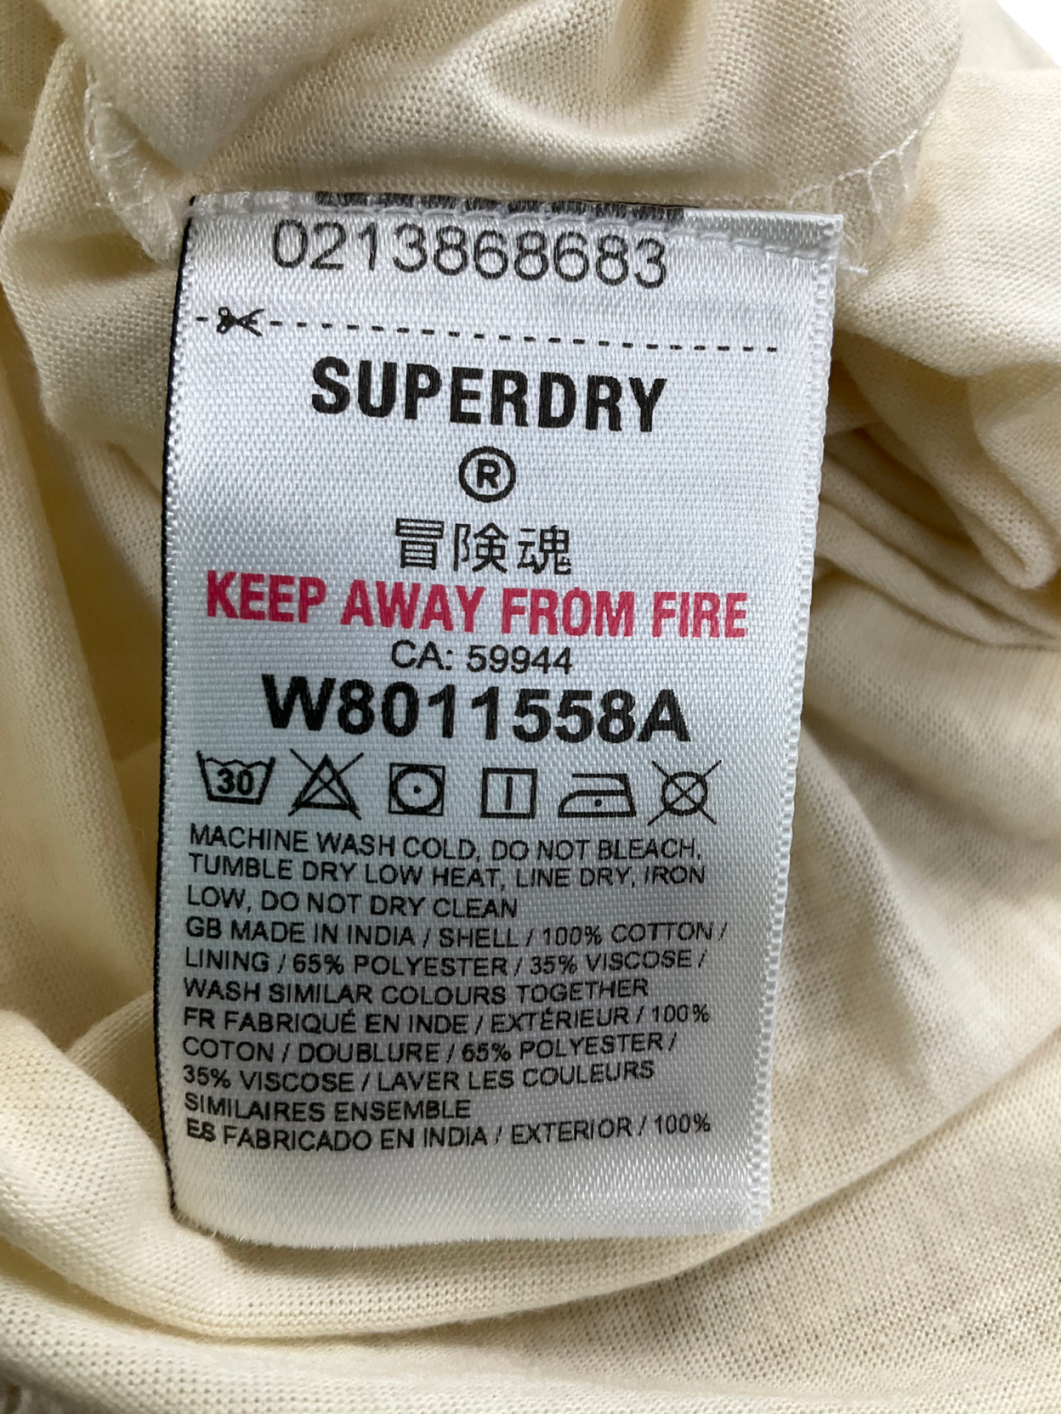 0213868683
SUPERDRY
®
冒険魂
KEEP AWAY FROM FIRE
CA: 59944
W8011558A
30
MACHINE WASH COLD, DO NOT BLEACH,
TUMBLE DRY LOW HEAT, LINE DRY, IRON
LOW, DO NOT DRY CLEAN
GB MADE IN INDIA / SHELL / 100% COTTON /
LINING / 65% POLYESTER / 35% VISCOSE /
WASH SIMILAR COLOURS TOGETHER
FR FABRIQUÉ EN INDE / EXTÉRIEUR / 100%
COTON / DOUBLURE / 65% POLYESTER /
35% VISCOSE / LAVER LES COULEURS
SIMILAIRES ENSEMBLE
ES FABRICADO EN INDIA / EXTERIOR / 100%